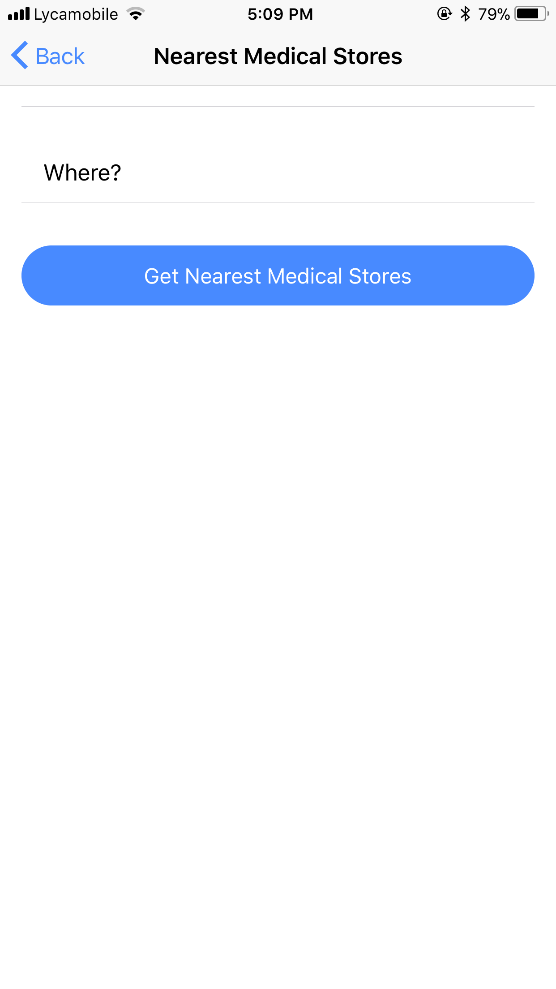 Lycamobile 5:09 PM 79%
Back Nearest Medical Stores
Where?
Get Nearest Medical Stores